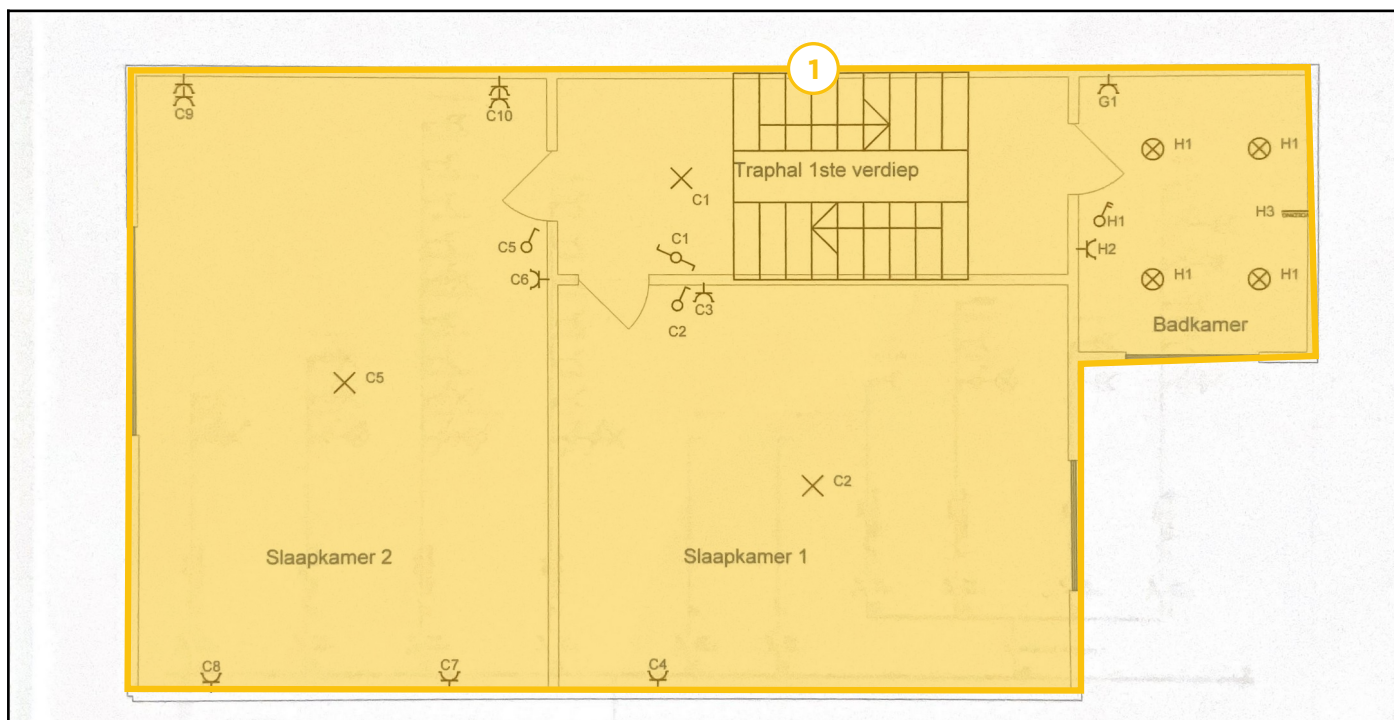 1
C9
C10
G1
H1
H1
Traphal 1ste verdiep
C1
H3
C5
C1
H1
H2
C6
C3
C2
H1
H1
Badkamer
C5
C2
Slaapkamer 2
Slaapkamer 1
C8
C7
C4